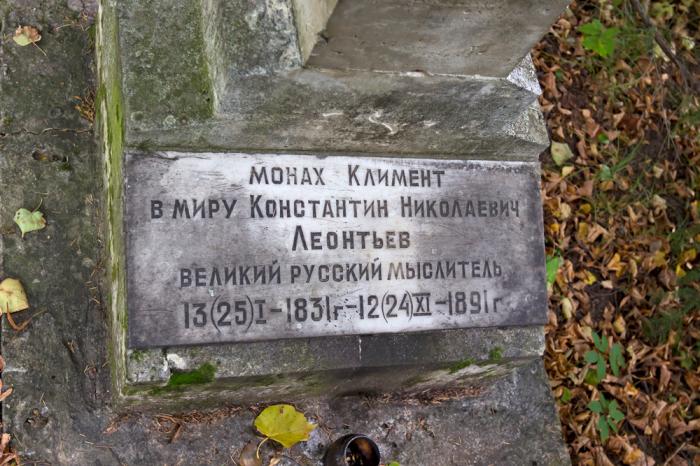 монах Климент
в миру Константин Николаевич
Леонтьев
великий русский мыслитель
13(25)I-1831г-12(24)XI-1891г.